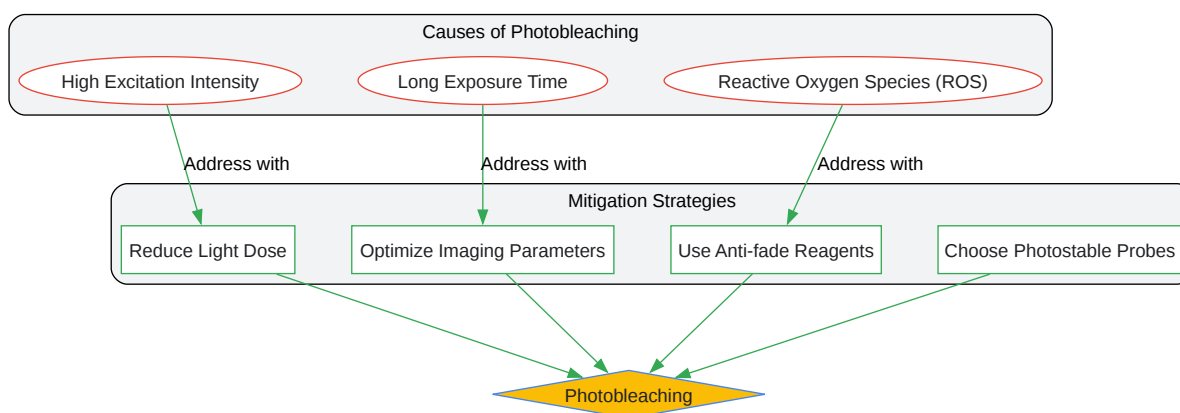 Causes of Photobleaching
High Excitation Intensity
Long Exposure Time
Reactive Oxygen Species (ROS)
Address with
Address with
Address with
Mitigation Strategies
Reduce Light Dose
Optimize Imaging Parameters
Use Anti-fade Reagents
Choose Photostable Probes
Photobleaching